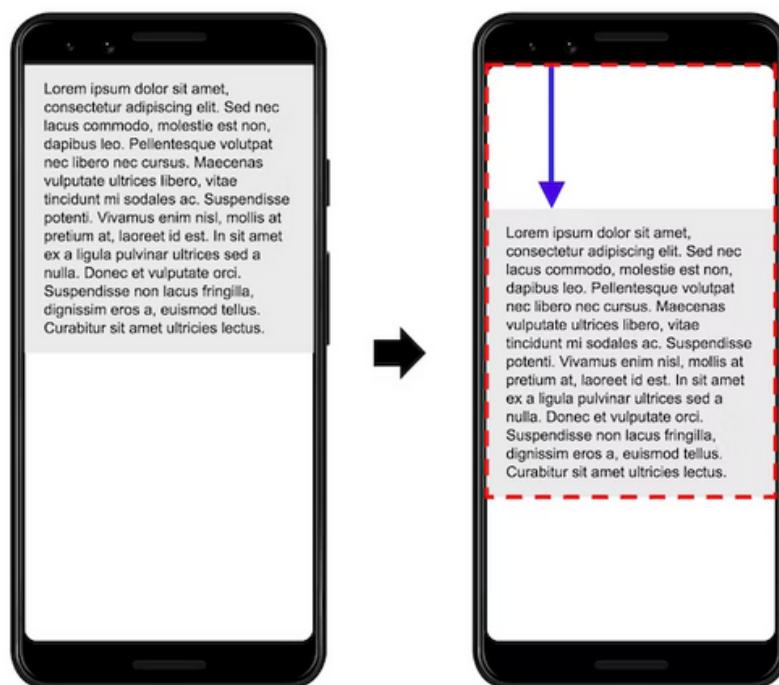 Lorem ipsum dolor sit amet,
consectetur adipiscing elit. Sed nec
lacus commodo, molestie est non,
dapibus leo. Pellentesque volutpat
nec libero nec cursus. Maecenas
vulputate ultrices libero, vitae
tincidunt mi sodales ac. Suspendisse
potenti. Vivamus enim nisl, mollis at
pretium at, laoreet id est. In sit amet
ex a ligula pulvinar ultrices sed a
nulla. Donec et vulputate orci.
Suspendisse non lacus fringilla,
dignissim eros a, euismod tellus.
Curabitur sit amet ultricies lectus.
Lorem ipsum dolor sit amet,
consectetur adipiscing elit. Sed nec
lacus commodo, molestie est non,
dapibus leo. Pellentesque volutpat
nec libero nec cursus. Maecenas
vulputate ultrices libero, vitae
tincidunt mi sodales ac. Suspendisse
potenti. Vivamus enim nisl, mollis at
pretium at, laoreet id est. In sit amet
ex a ligula pulvinar ultrices sed a
nulla. Donec et vulputate orci.
Suspendisse non lacus fringilla,
dignissim eros a, euismod tellus.
Curabitur sit amet ultricies lectus.